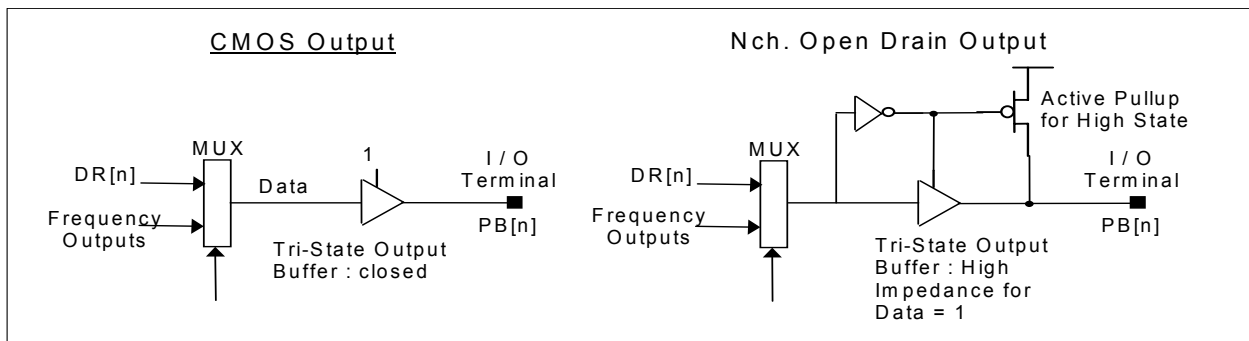 CMOS Output
MUX
DR[n]
Frequency
Outputs
Data
1
I / O
Terminal
PB[n]
Tri-State Output
Buffer : closed
Nch. Open Drain Output
Active Pullup
for High State
MUX
DR[n]
Frequency
Outputs
I / O
Terminal
PB[n]
Tri-State Output
Buffer : High
Impedance for
Data = 1